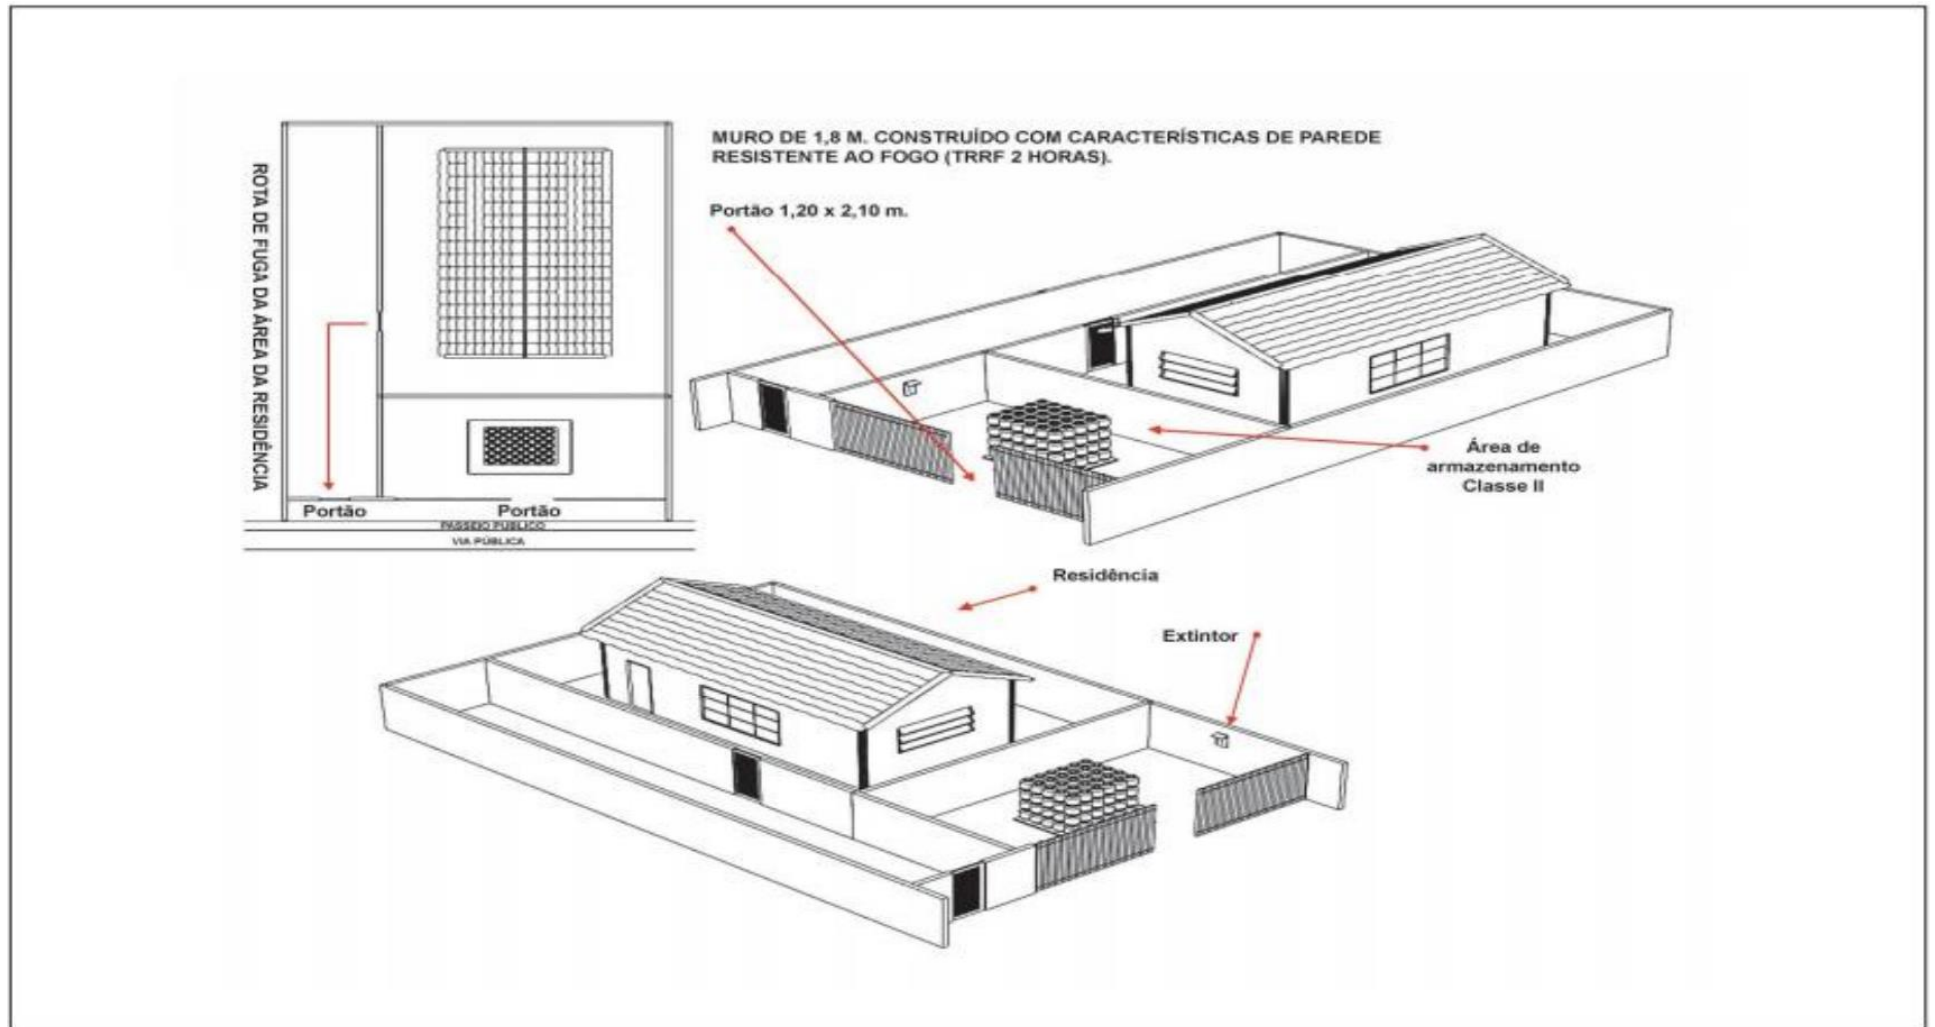 MURO DE 1,8 M. CONSTRUÍDO COM CARACTERÍSTICAS DE PAREDE
RESISTENTE AO FOGO (TRRF 2 HORAS).
Portão 1,20 x 2,10 m.
ROTA DE FUGA DA ÁREA DA RESIDÊNCIA
Portão
Portão
PASSEIO PÚBLICO
VIA PÚBLICA
Área de
armazenamento
Classe II
Residência
Extintor